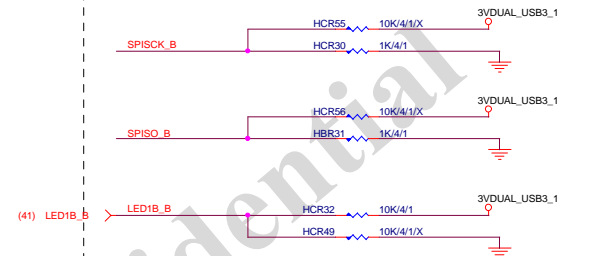 3VDUAL_USB3_1
HCR55 10K/4/1/X
SPISCK_B HCR30 1K/4/1
3VDUAL_USB3_1
HCR56 10K/4/1/X
SPISO_B HBR31 1K/4/1
3VDUAL_USB3_1
(41) LED1B_B LED1B_B HCR32 10K/4/1
HCR49 10K/4/1/X
fidential